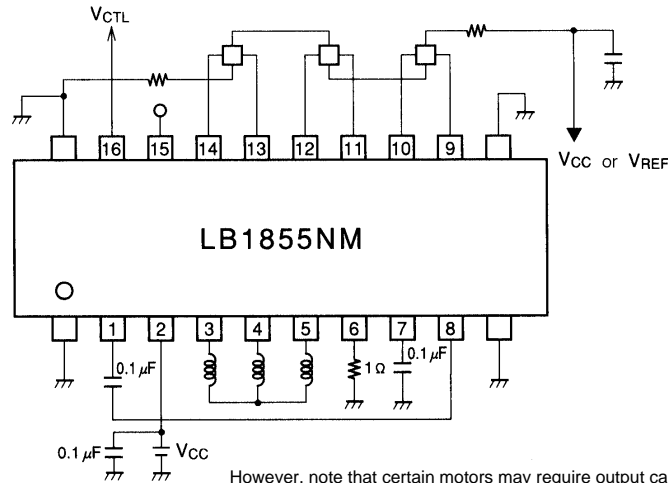 VCTL
16 15 14 13 12 11 10 9
VCC or VREF
LB1855NM
1 2 3 4 5 6 7 8
0.1 μF
1Ω
0.1 μF
0.1 μF
VCC
However, note that certain motors may require output ca